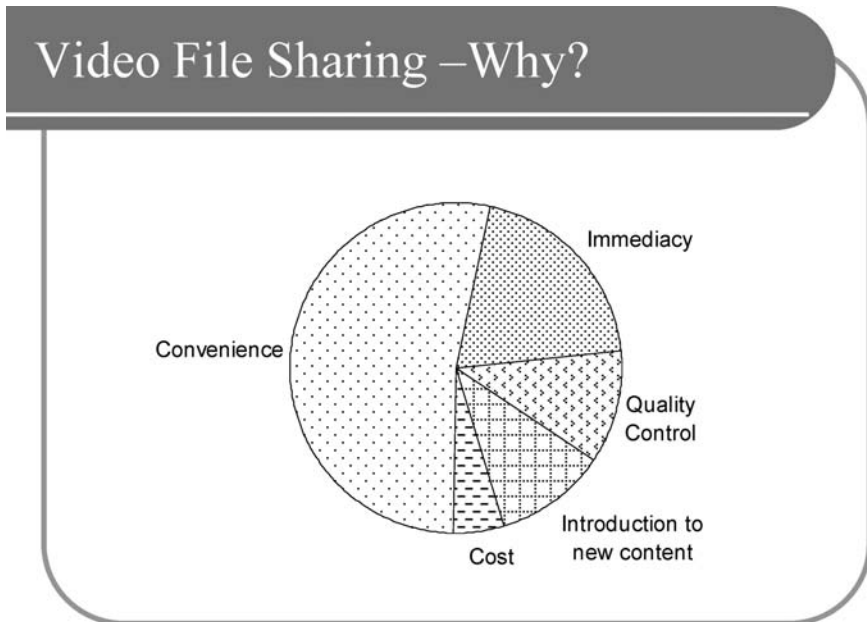 Video File Sharing –Why?
Immediacy
Convenience
Quality
Control
Introduction to
new content
Cost